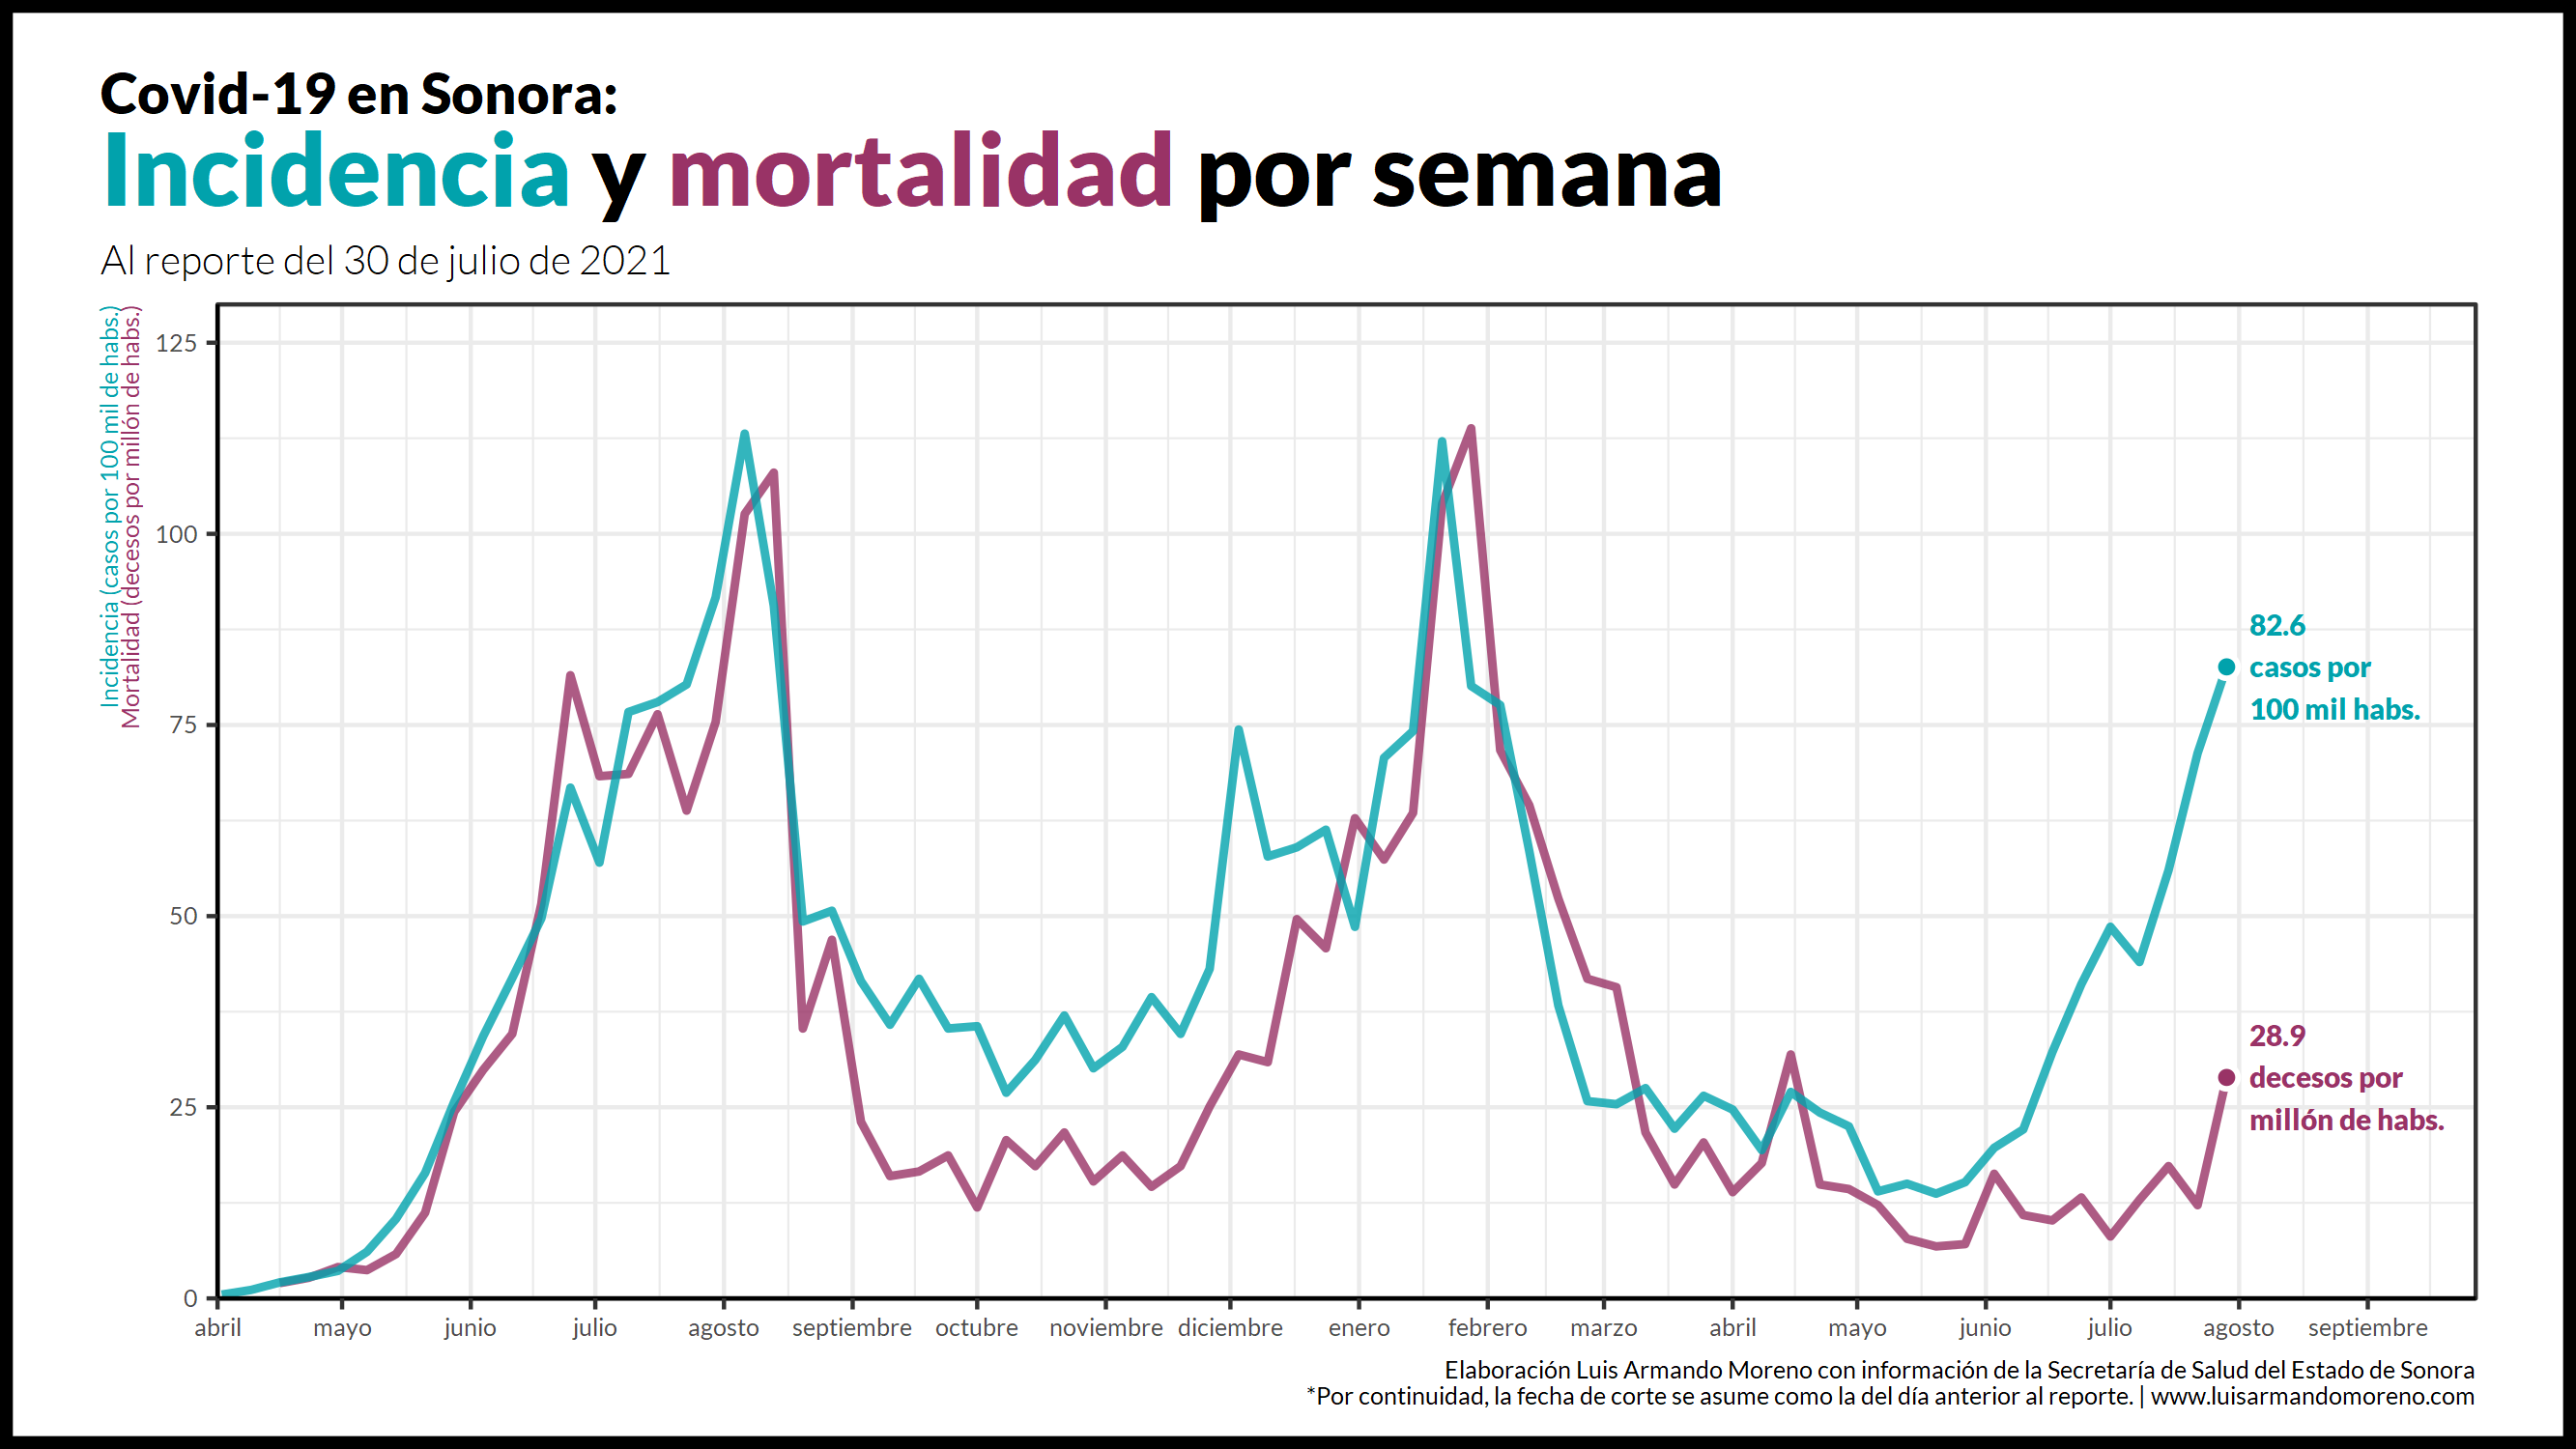 Covid-19 en Sonora:
Incidencia y mortalidad por semana
Al reporte del 30 de julio de 2021
Incidencia (casos por 100 mil de habs.)
Mortalidad (decesos por millón de habs.)
125
100
75
50
25
0
82.6
casos por
100 mil habs.
28.9
decesos por
millón de habs.
abril mayo junio julio agosto septiembre octubre noviembre diciembre enero febrero marzo abril mayo junio julio agosto septiembre
Elaboración Luis Armando Moreno con información de la Secretaría de Salud del Estado de Sonora
*Por continuidad, la fecha de corte se asume como la del día anterior al reporte. | www.luisarmandomoreno.com